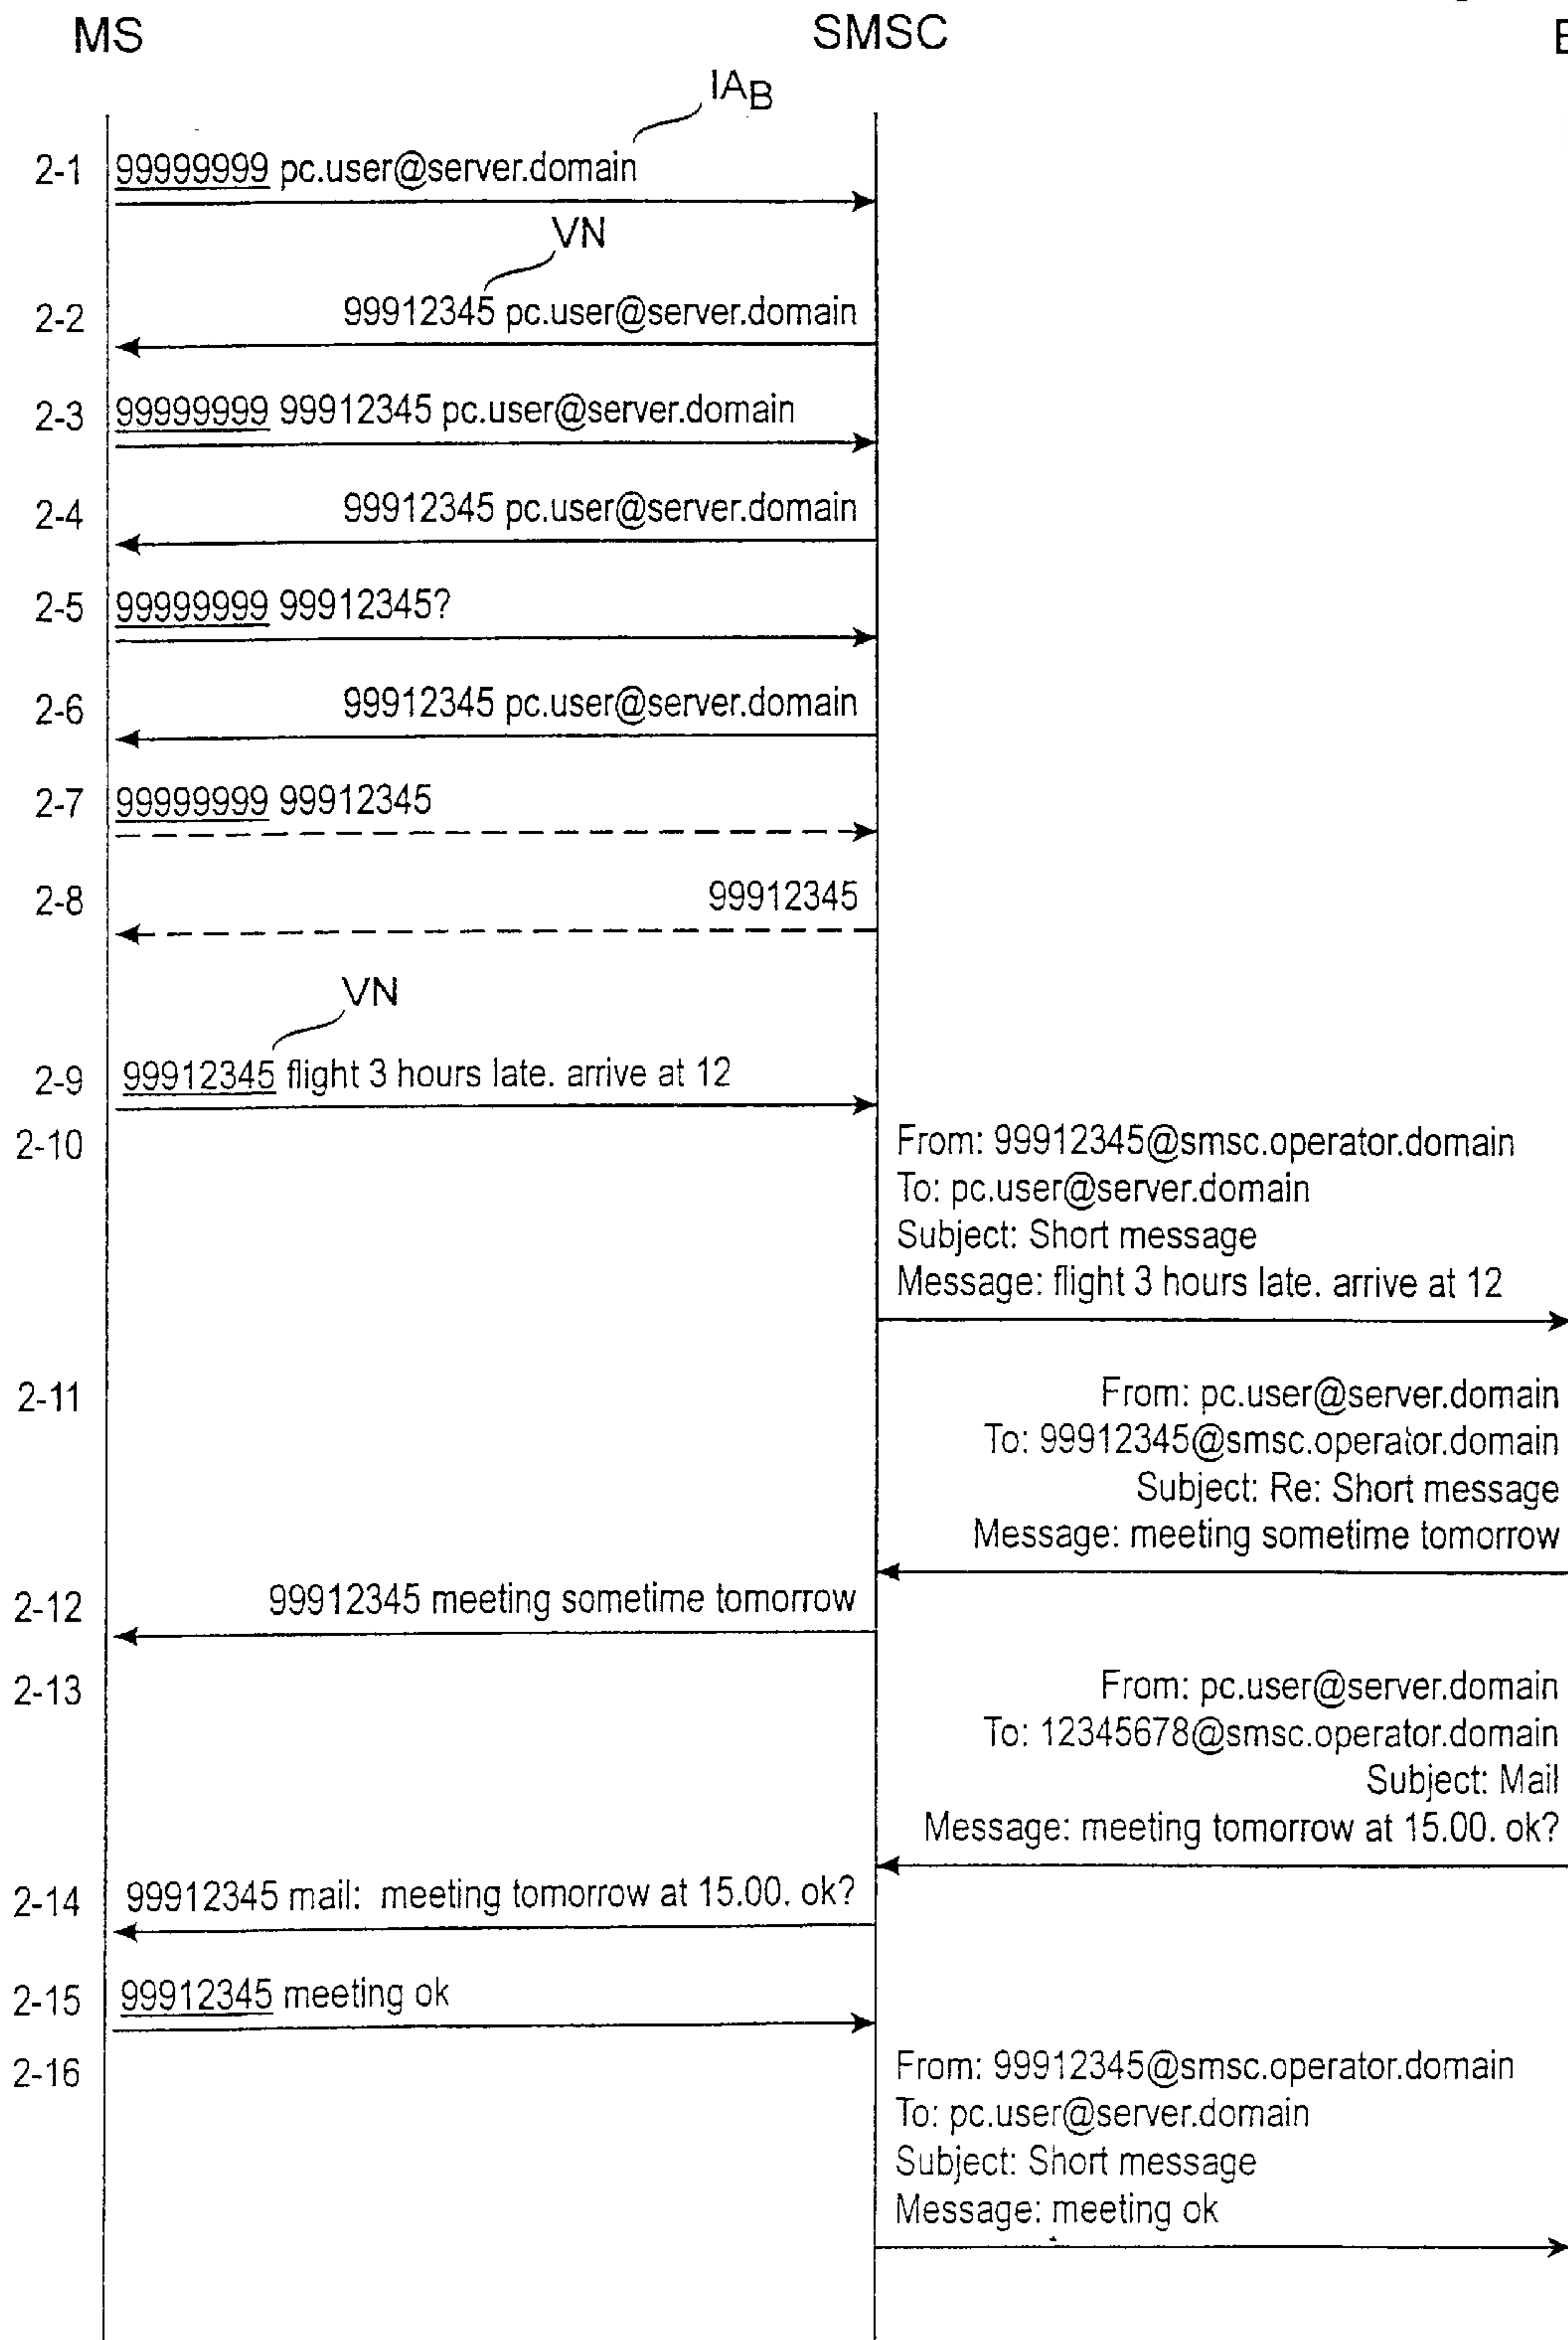 MS SMSC
IAB
2-1 99999999 pc.user@server.domain
VN
2-2 99912345 pc.user@server.domain
2-3 99999999 99912345 pc.user@server.domain
2-4 99912345 pc.user@server.domain
2-5 99999999 99912345?
2-6 99912345 pc.user@server.domain
2-7 99999999 99912345
2-8 99912345
VN
2-9 99912345 flight 3 hours late. arrive at 12
2-10 From: 99912345@smsc.operator.domain
To: pc.user@server.domain
Subject: Short message
Message: flight 3 hours late. arrive at 12
2-11 From: pc.user@server.domain
To: 99912345@smsc.operator.domain
Subject: Re: Short message
Message: meeting sometime tomorrow
2-12 99912345 meeting sometime tomorrow
2-13 From: pc.user@server.domain
To: 12345678@smsc.operator.domain
Subject: Mail
Message: meeting tomorrow at 15.00. ok?
2-14 99912345 mail: meeting tomorrow at 15.00. ok?
2-15 99912345 meeting ok
2-16 From: 99912345@smsc.operator.domain
To: pc.user@server.domain
Subject: Short message
Message: meeting ok